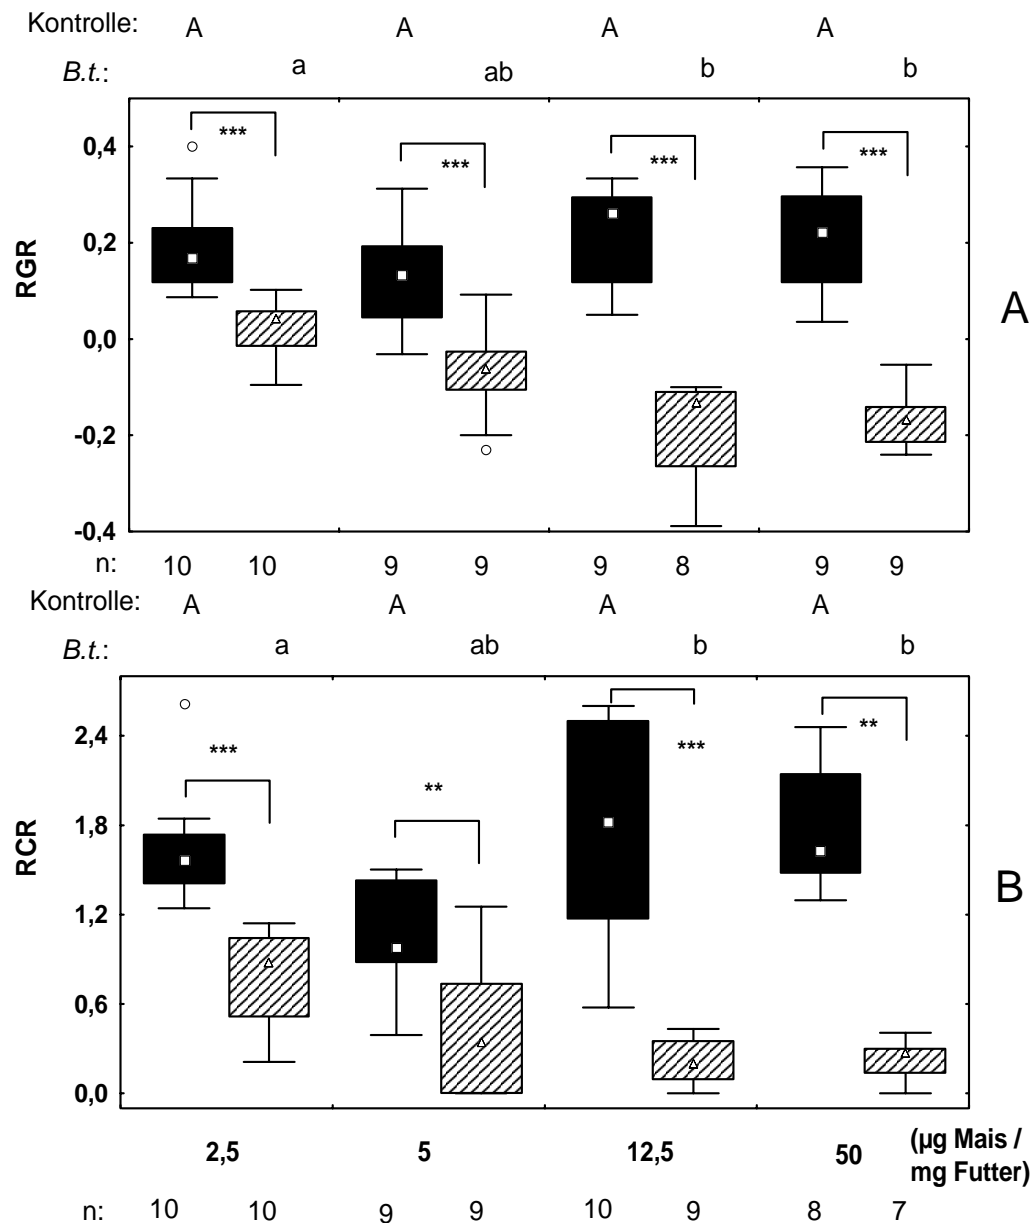 Kontrolle: A A A A
B.t.: a ab b b
*** *** *** ***
0,4
0,2
0,0
-0,2
-0,4
RGR
A
n: 10 10 9 9 9 8 9 9
Kontrolle: A A A A
B.t.: a ab b b
*** ** *** **
2,4
1,8
1,2
0,6
0,0
RCR
B
2,5 5 12,5 50 (µg Mais /
mg Futter)
n: 10 10 9 9 10 9 8 7